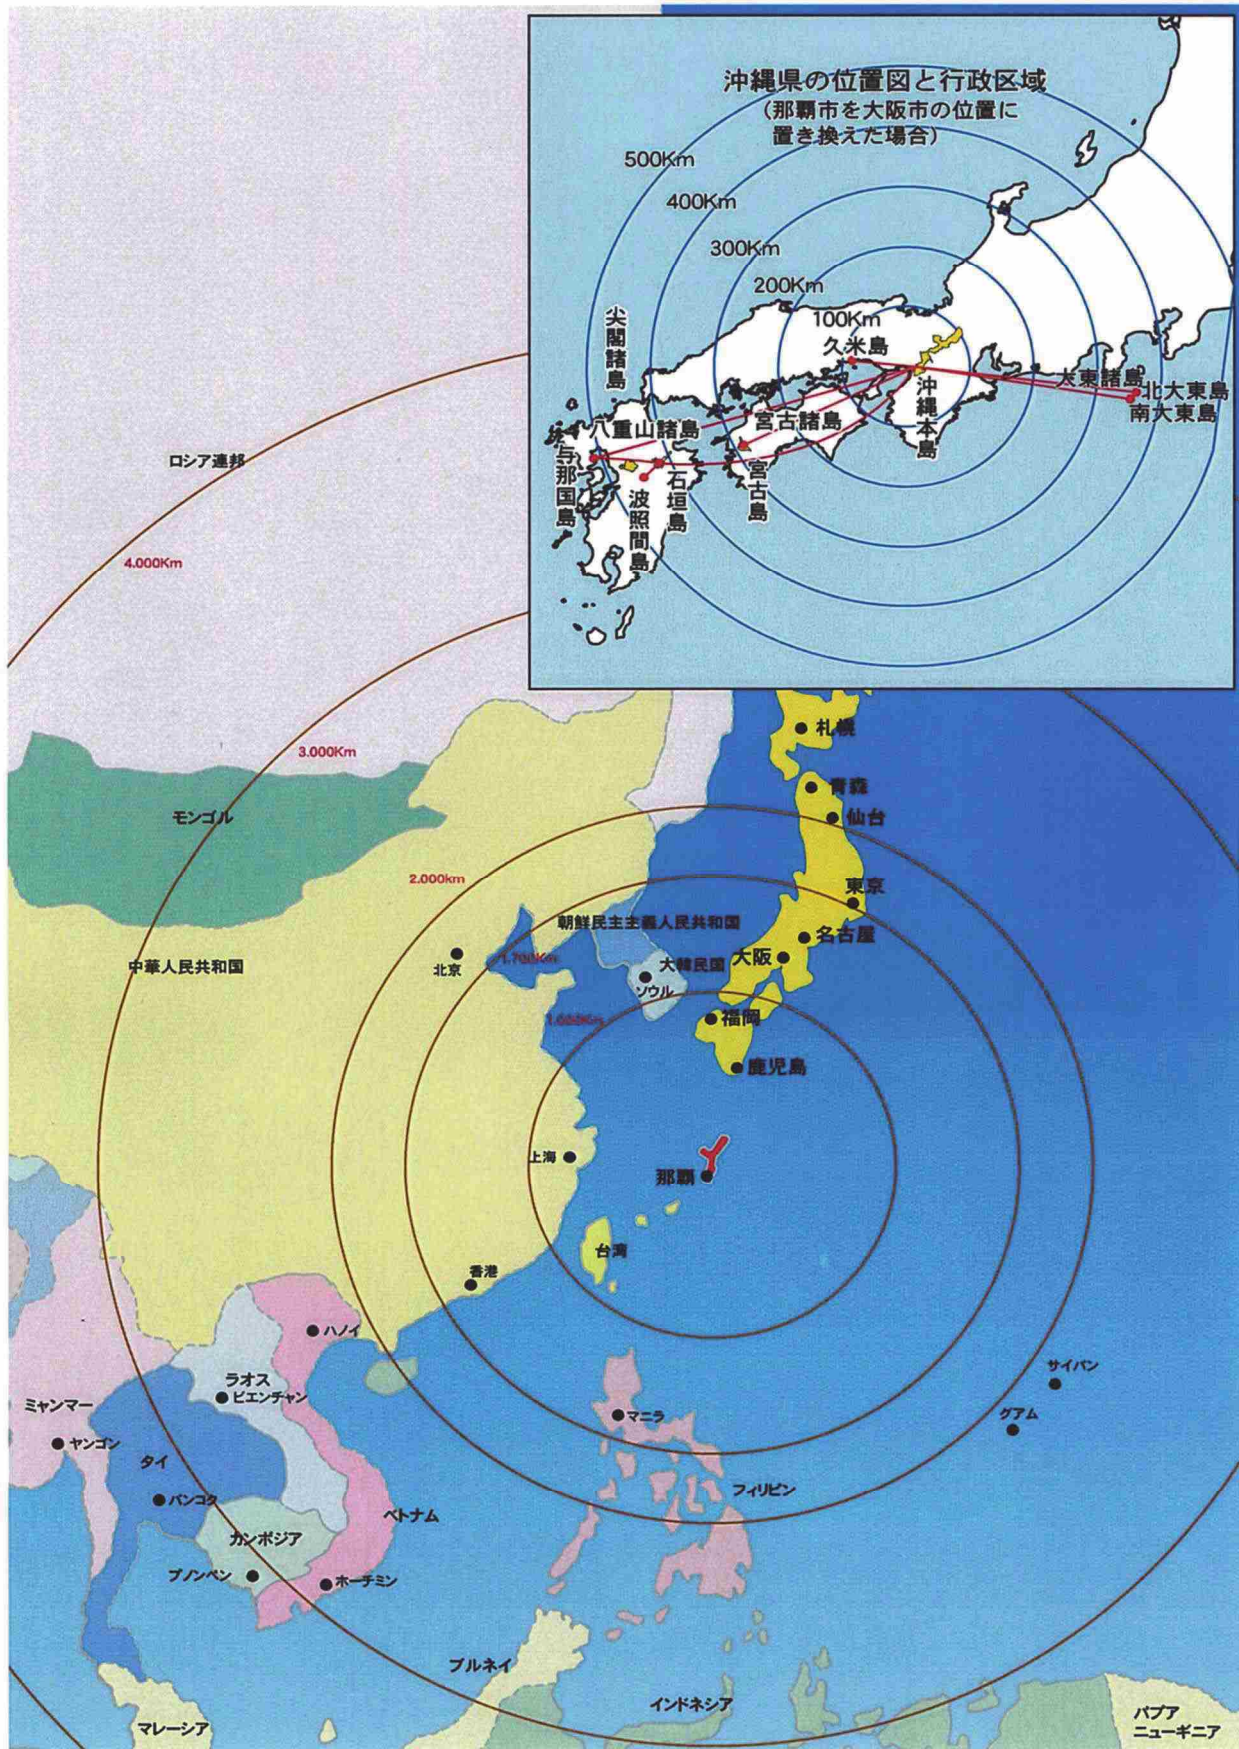 沖縄県の位置図と行政区域
(那覇市を大阪市の位置に
置き換えた場合)
500Km
400Km
300Km
200Km
100Km
尖閣諸島
久米島
大東諸島
北大東島
南大東島
沖縄本島
八重山諸島
宮古諸島
与那国島
石垣島
宮古島
波照間島
ロシア連邦
4.000Km
3.000Km
札幌
青森
モンゴル
仙台
2.000km
東京
朝鮮民主主義人民共和国
名古屋
大阪
1.700Km
大韓民国
中華人民共和国
北京
ソウル
福岡
鹿児島
上海
那覇
台湾
香港
ハノイ
サイパン
ラオス
ビエンチャン
ミャンマー
マニラ
グアム
ヤンゴン
タイ
バンコク
フィリピン
ベトナム
カンボジア
プノンペン
ホーチミン
ブルネイ
インドネシア
マレーシア
パプア
ニューギニア